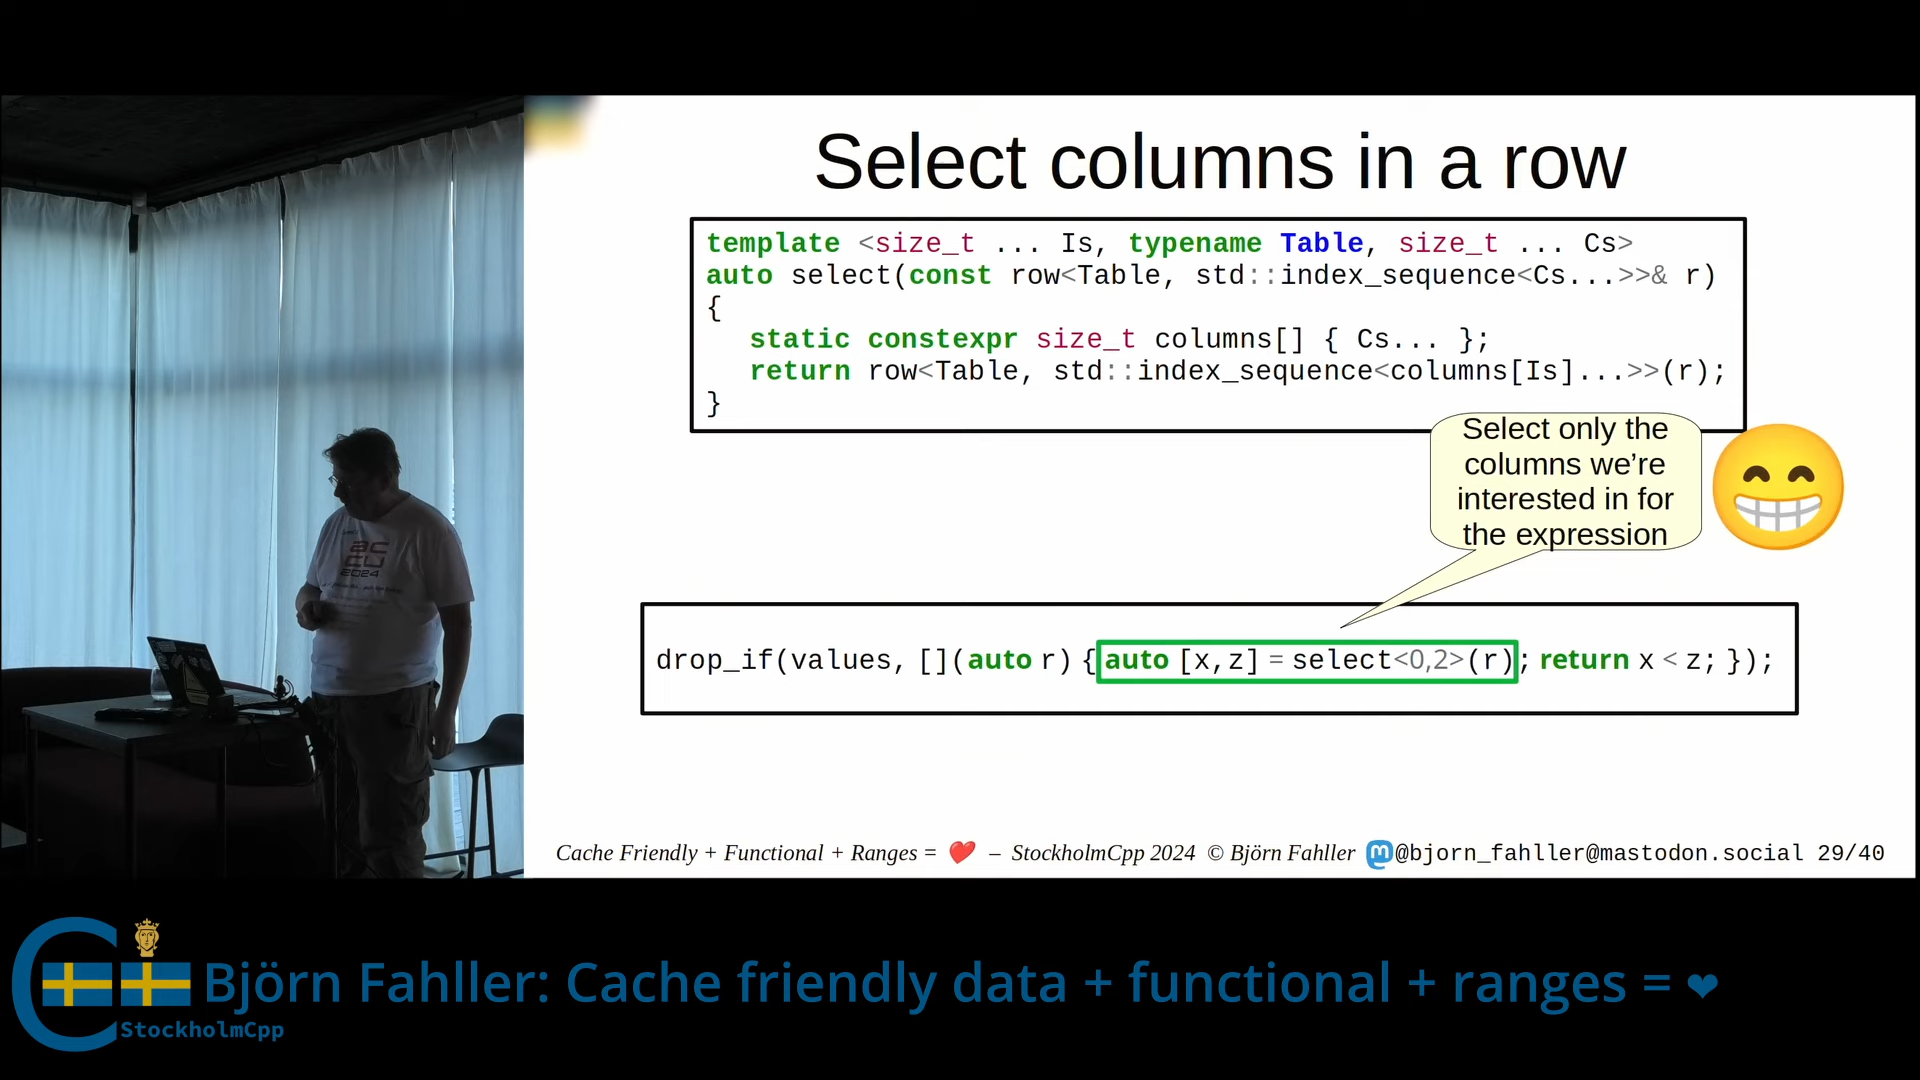 Select columns in a row
template <size_t ... Is, typename Table, size_t ... Cs>
auto select(const row<Table, std::index_sequence<Cs...>>& r)
{
static constexpr size_t columns[] { Cs... };
return row<Table, std::index_sequence<columns[Is]...>>(r);
}
Select only the
columns we’re
interested in for
the expression
drop_if(values, [](auto r) { auto [x,z] = select<0,2>(r); return x < z; });
Cache Friendly + Functional + Ranges = ❤️ – StockholmCpp 2024 © Björn Fahller @bjorn_fahller@mastodon.social 29/40
accu
2024
Björn Fahller: Cache friendly data + functional + ranges = ❤
StockholmCpp